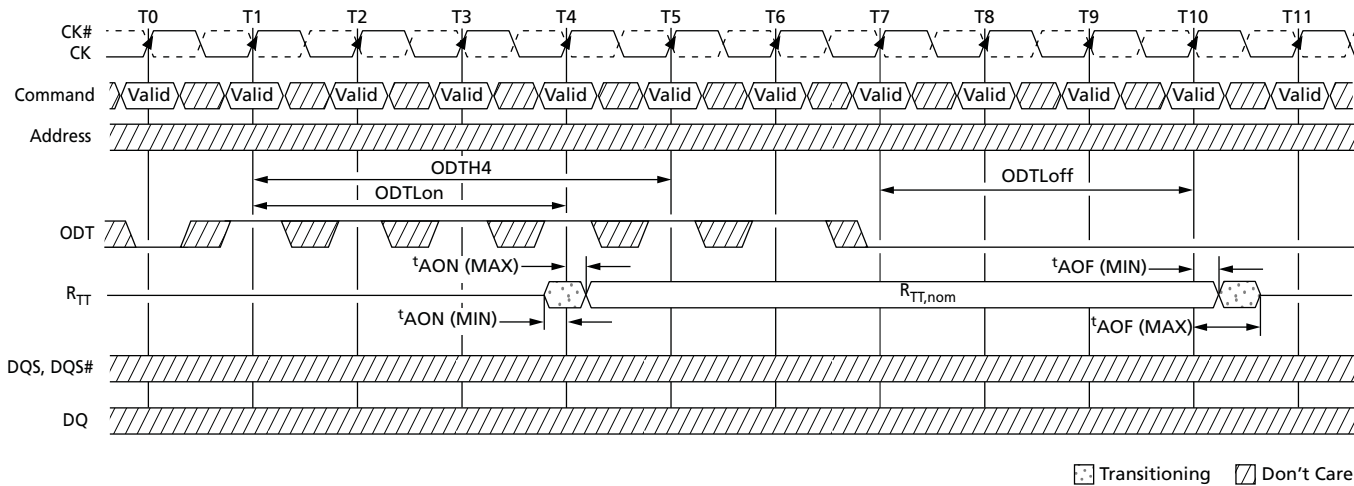 T0 T1 T2 T3 T4 T5 T6 T7 T8 T9 T10 T11
CK#
CK
Command Valid Valid Valid Valid Valid Valid Valid Valid Valid Valid Valid Valid
Address
ODTH4
ODTLon
ODTLoff
ODT
tAON (MAX)
tAOF (MIN)
RTT
RTT,nom
tAON (MIN)
tAOF (MAX)
DQS, DQS#
DQ
Transitioning Don't Care